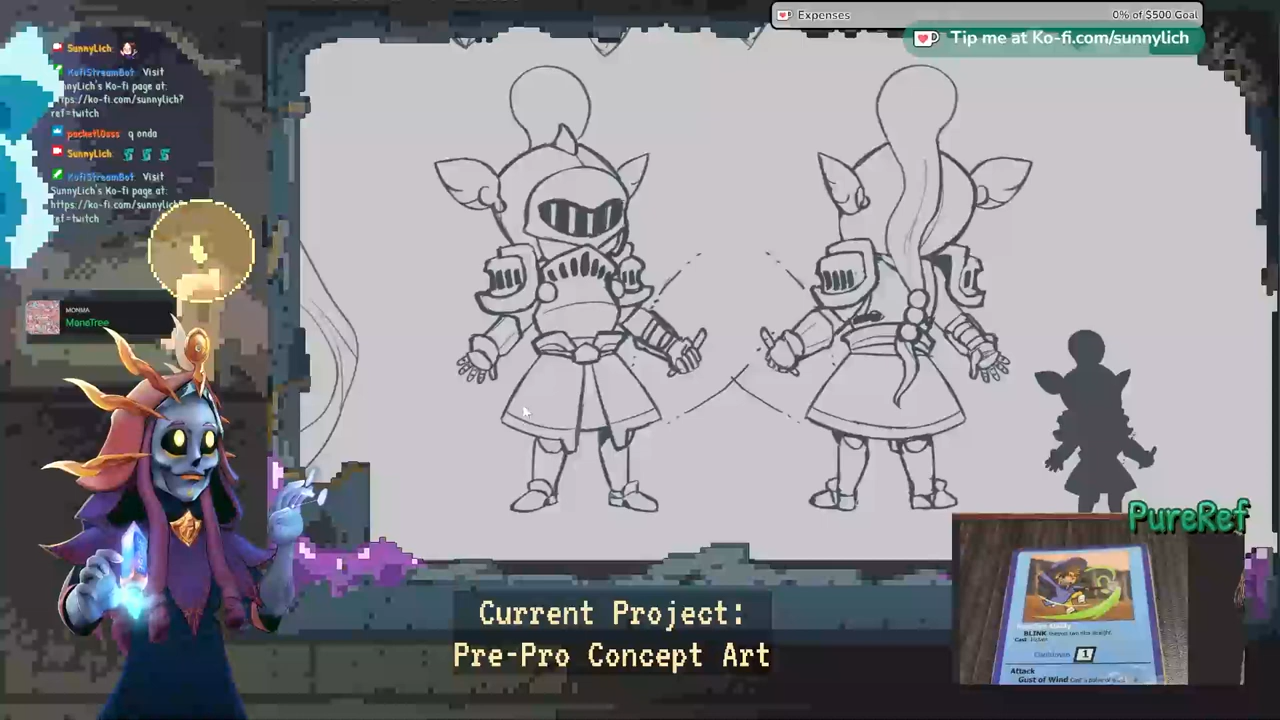 Expenses
0% of $500 Goal
Tip me at Ko-fi.com/sunnylich
SunnyLich
KofiStreamBot Visit
SunnyLich's Ko-fi page at:
https://ko-fi.com/sunnylich?
ref=twitch
pocketl0ass q onda
SunnyLich
KofiStreamBot Visit
SunnyLich's Ko-fi page at:
https://ko-fi.com/sunnylich?
ref=twitch
MONMA
ManaTree
PureRef
BLINK
Cooldown 1
Attack
Gust of Wind
Current Project:
Pre-Pro Concept Art